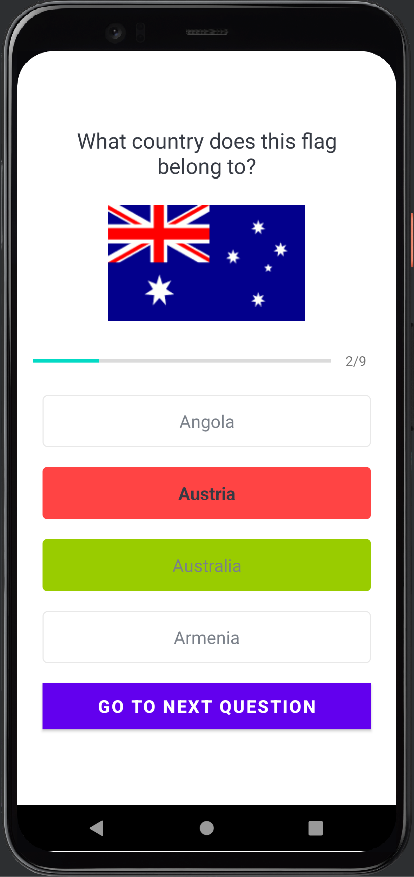 What country does this flag
belong to?
2/9
Angola
Austria
Australia
Armenia
GO TO NEXT QUESTION